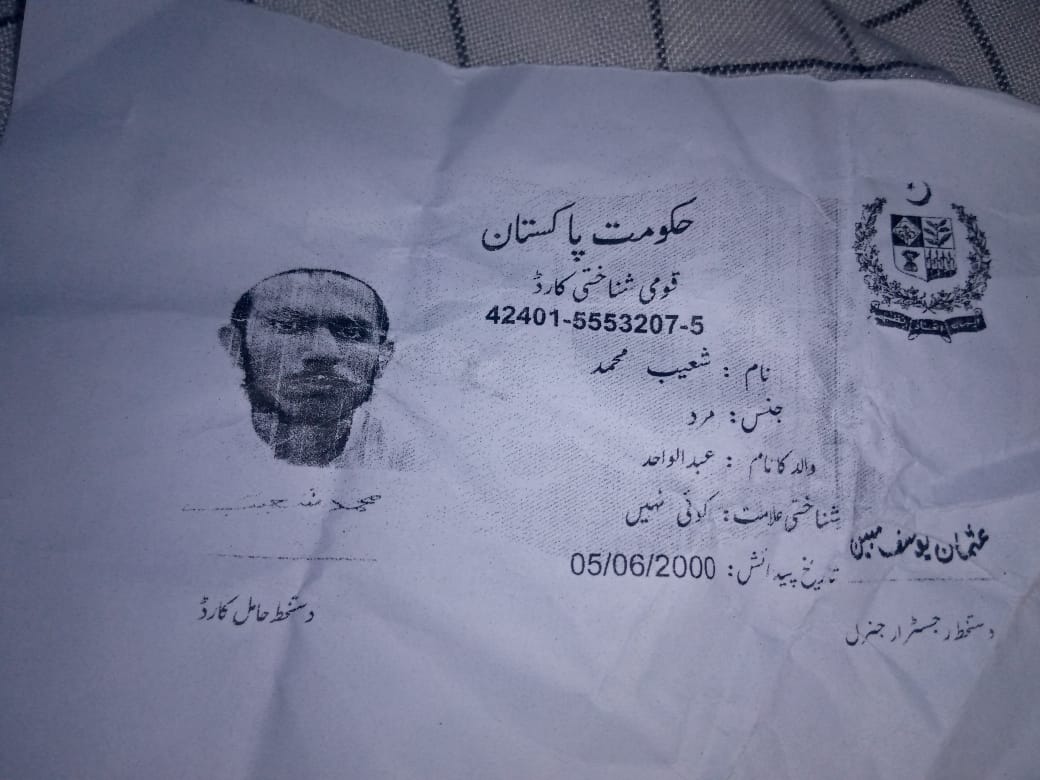 حکومت پاکستان
قومی شناختی کارڈ
42401-5553207-5
نام : شعیب محمد
جنس: مرد
والد کا نام : عبدالواحد
شناختی علامت: کوئی نہیں
تاریخ پیدائش: 05/06/2000
محمد
دستخط حامل کارڈ
عثمان یوسف مبین
دستخط رجسٹرار جنرل